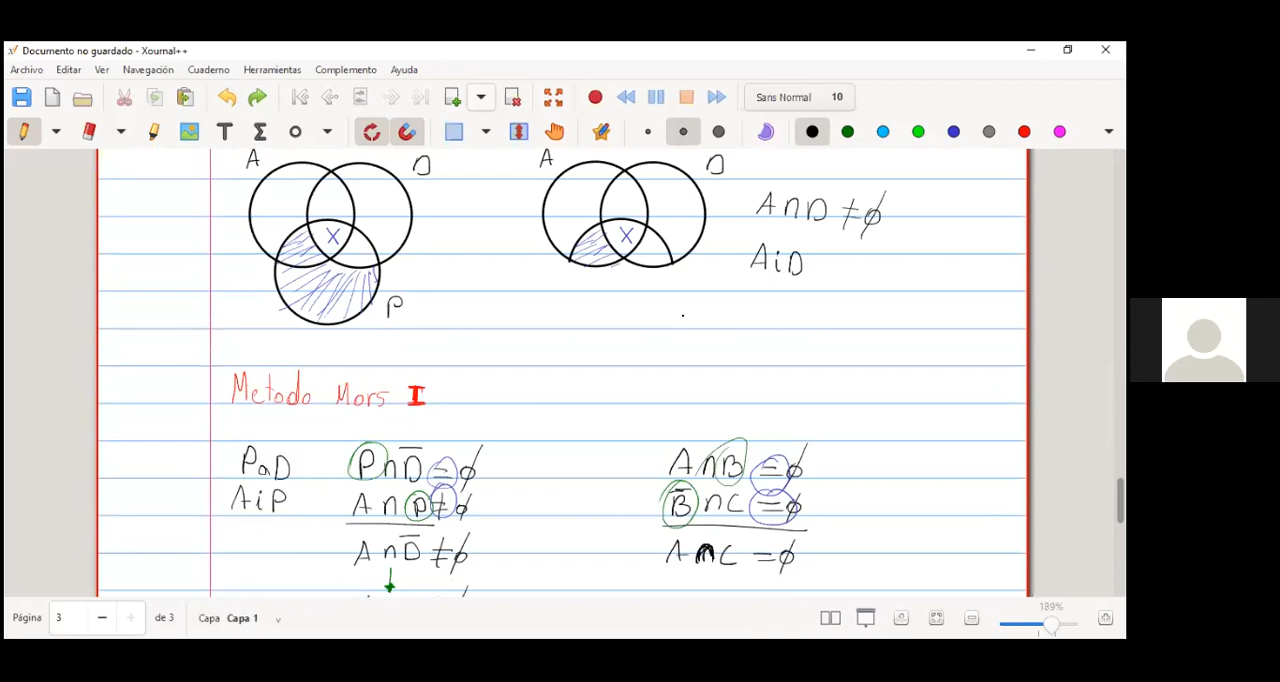 Documento no guardado - Xournal++
Archivo Editar Ver Navegación Cuaderno Herramientas Complemento Ayuda
Sans Normal 10
A D
P
A D
A∩D ≠ ∅
AiD
Metodo Mors I
PaD P∩D̅ = ∅
AiP A∩P ≠ ∅
A∩D̅ ≠ ∅
A∩B = ∅
B̅∩C = ∅
A∩C = ∅
Página 3 de 3 Capa Capa 1 189%